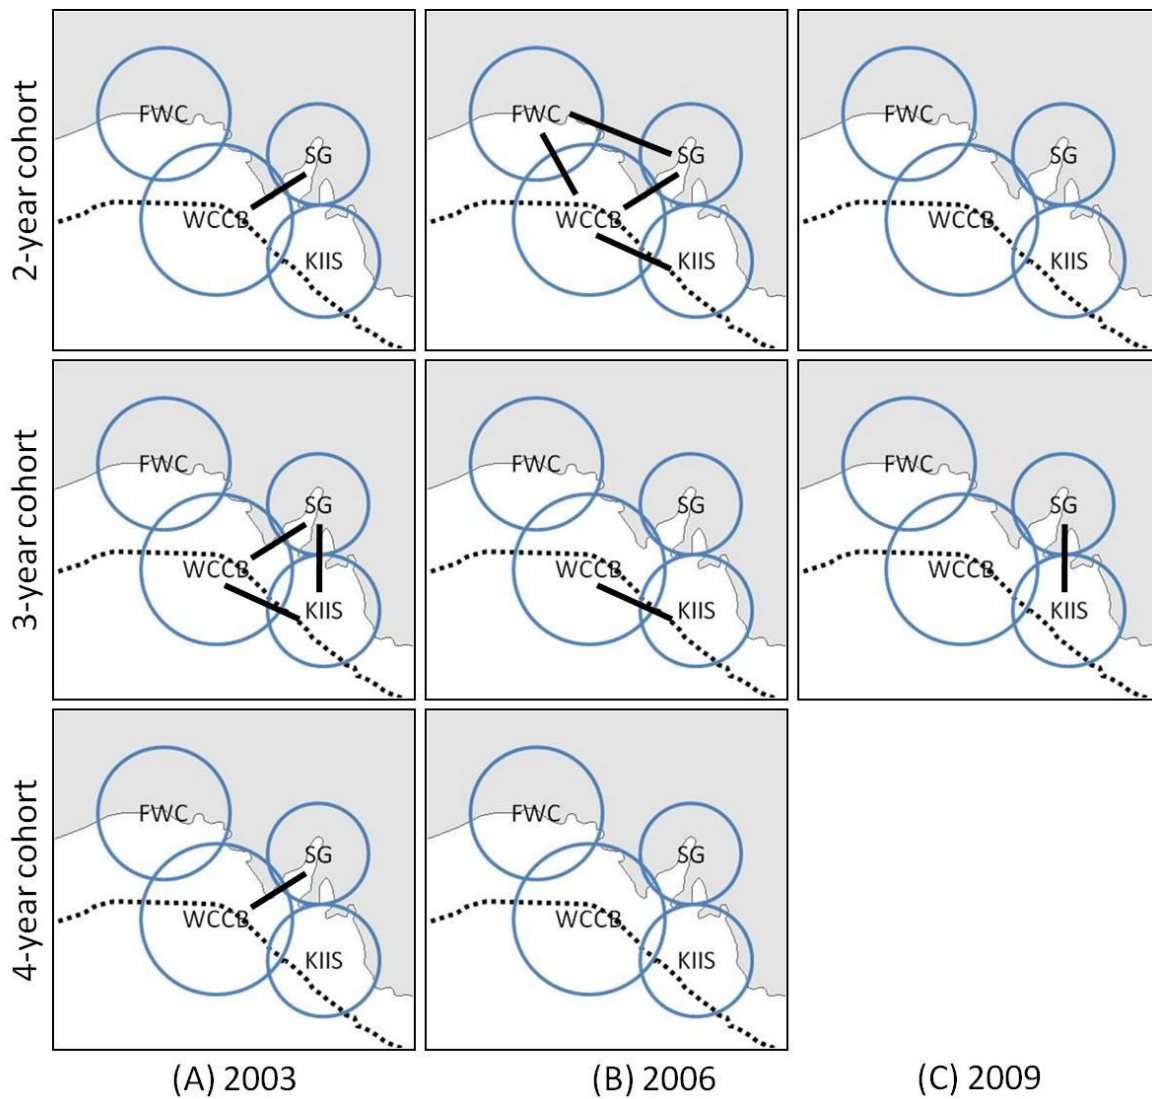 2-year cohort
FWC
SG
WCCB
KIIS
FWC
SG
WCCB
KIIS
FWC
SG
WCCB
KIIS
3-year cohort
FWC
SG
WCCB
KIIS
FWC
SG
WCCB
KIIS
FWC
SG
WCCB
KIIS
4-year cohort
FWC
SG
WCCB
KIIS
FWC
SG
WCCB
KIIS
(A) 2003
(B) 2006
(C) 2009